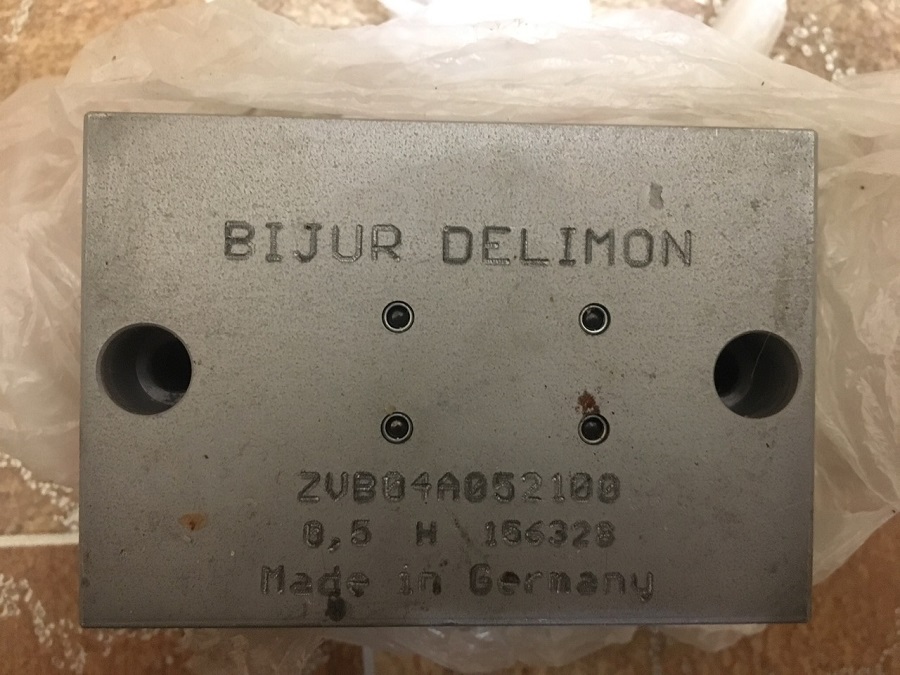 BIJUR DELIMON
ZVB04A052100
0,5 H 156328
Made in Germany